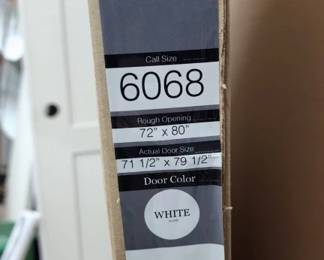 Call Size
6068
Rough Opening
72" x 80"
Actual Door Size
71 1/2" x 79 1/2"
Door Color
WHITE